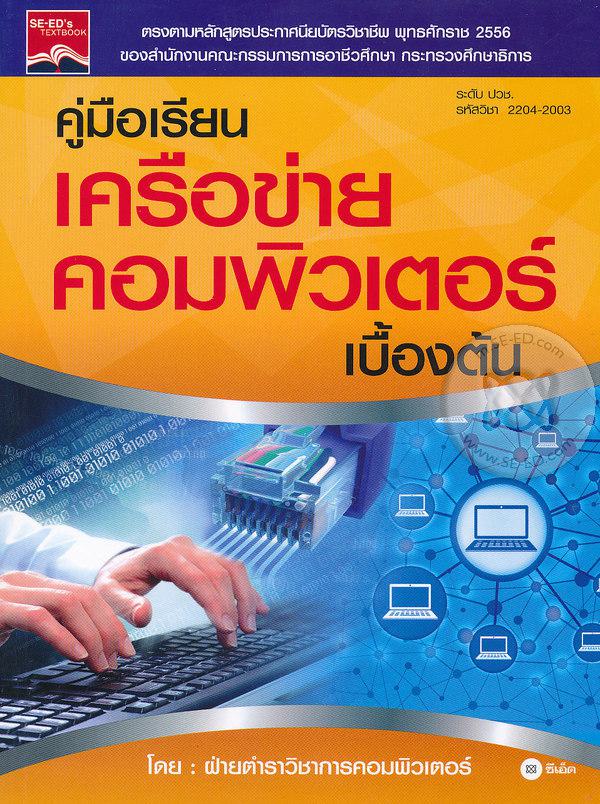 SE-ED's
TEXTBOOK
ตรงตามหลักสูตรประกาศนียบัตรวิชาชีพ พุทธศักราช 2556
ของสำนักงานคณะกรรมการการอาชีวศึกษา กระทรวงศึกษาธิการ
ระดับ ปวช.
รหัสวิชา 2204-2003
คู่มือเรียน
เครือข่าย
คอมพิวเตอร์
เบื้องต้น
SE-ED.com
WWW.SE-ED.COM
โดย : ฝ่ายตำราวิชาการคอมพิวเตอร์
ซีเอ็ด